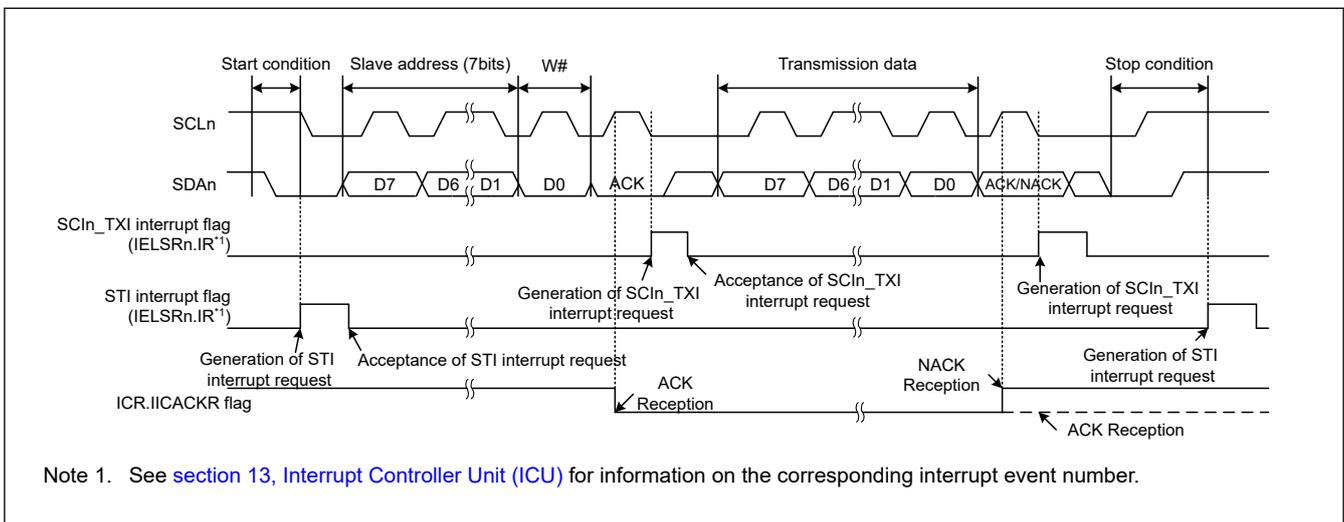 Start condition
Slave address (7bits)
W#
Transmission data
Stop condition
SCLn
SDAn
D7
D6
D1
D0
ACK
D7
D6
D1
D0
ACK/NACK
SCIn_TXI interrupt flag
(IELSRn.IR*1)
Generation of SCIn_TXI
interrupt request
Acceptance of SCIn_TXI
interrupt request
Generation of SCIn_TXI
interrupt request
STI interrupt flag
(IELSRn.IR*1)
Generation of STI
interrupt request
Acceptance of STI interrupt request
Generation of STI
interrupt request
ICR.IICACKR flag
ACK
Reception
NACK
Reception
ACK Reception
Note 1. See section 13, Interrupt Controller Unit (ICU) for information on the corresponding interrupt event number.